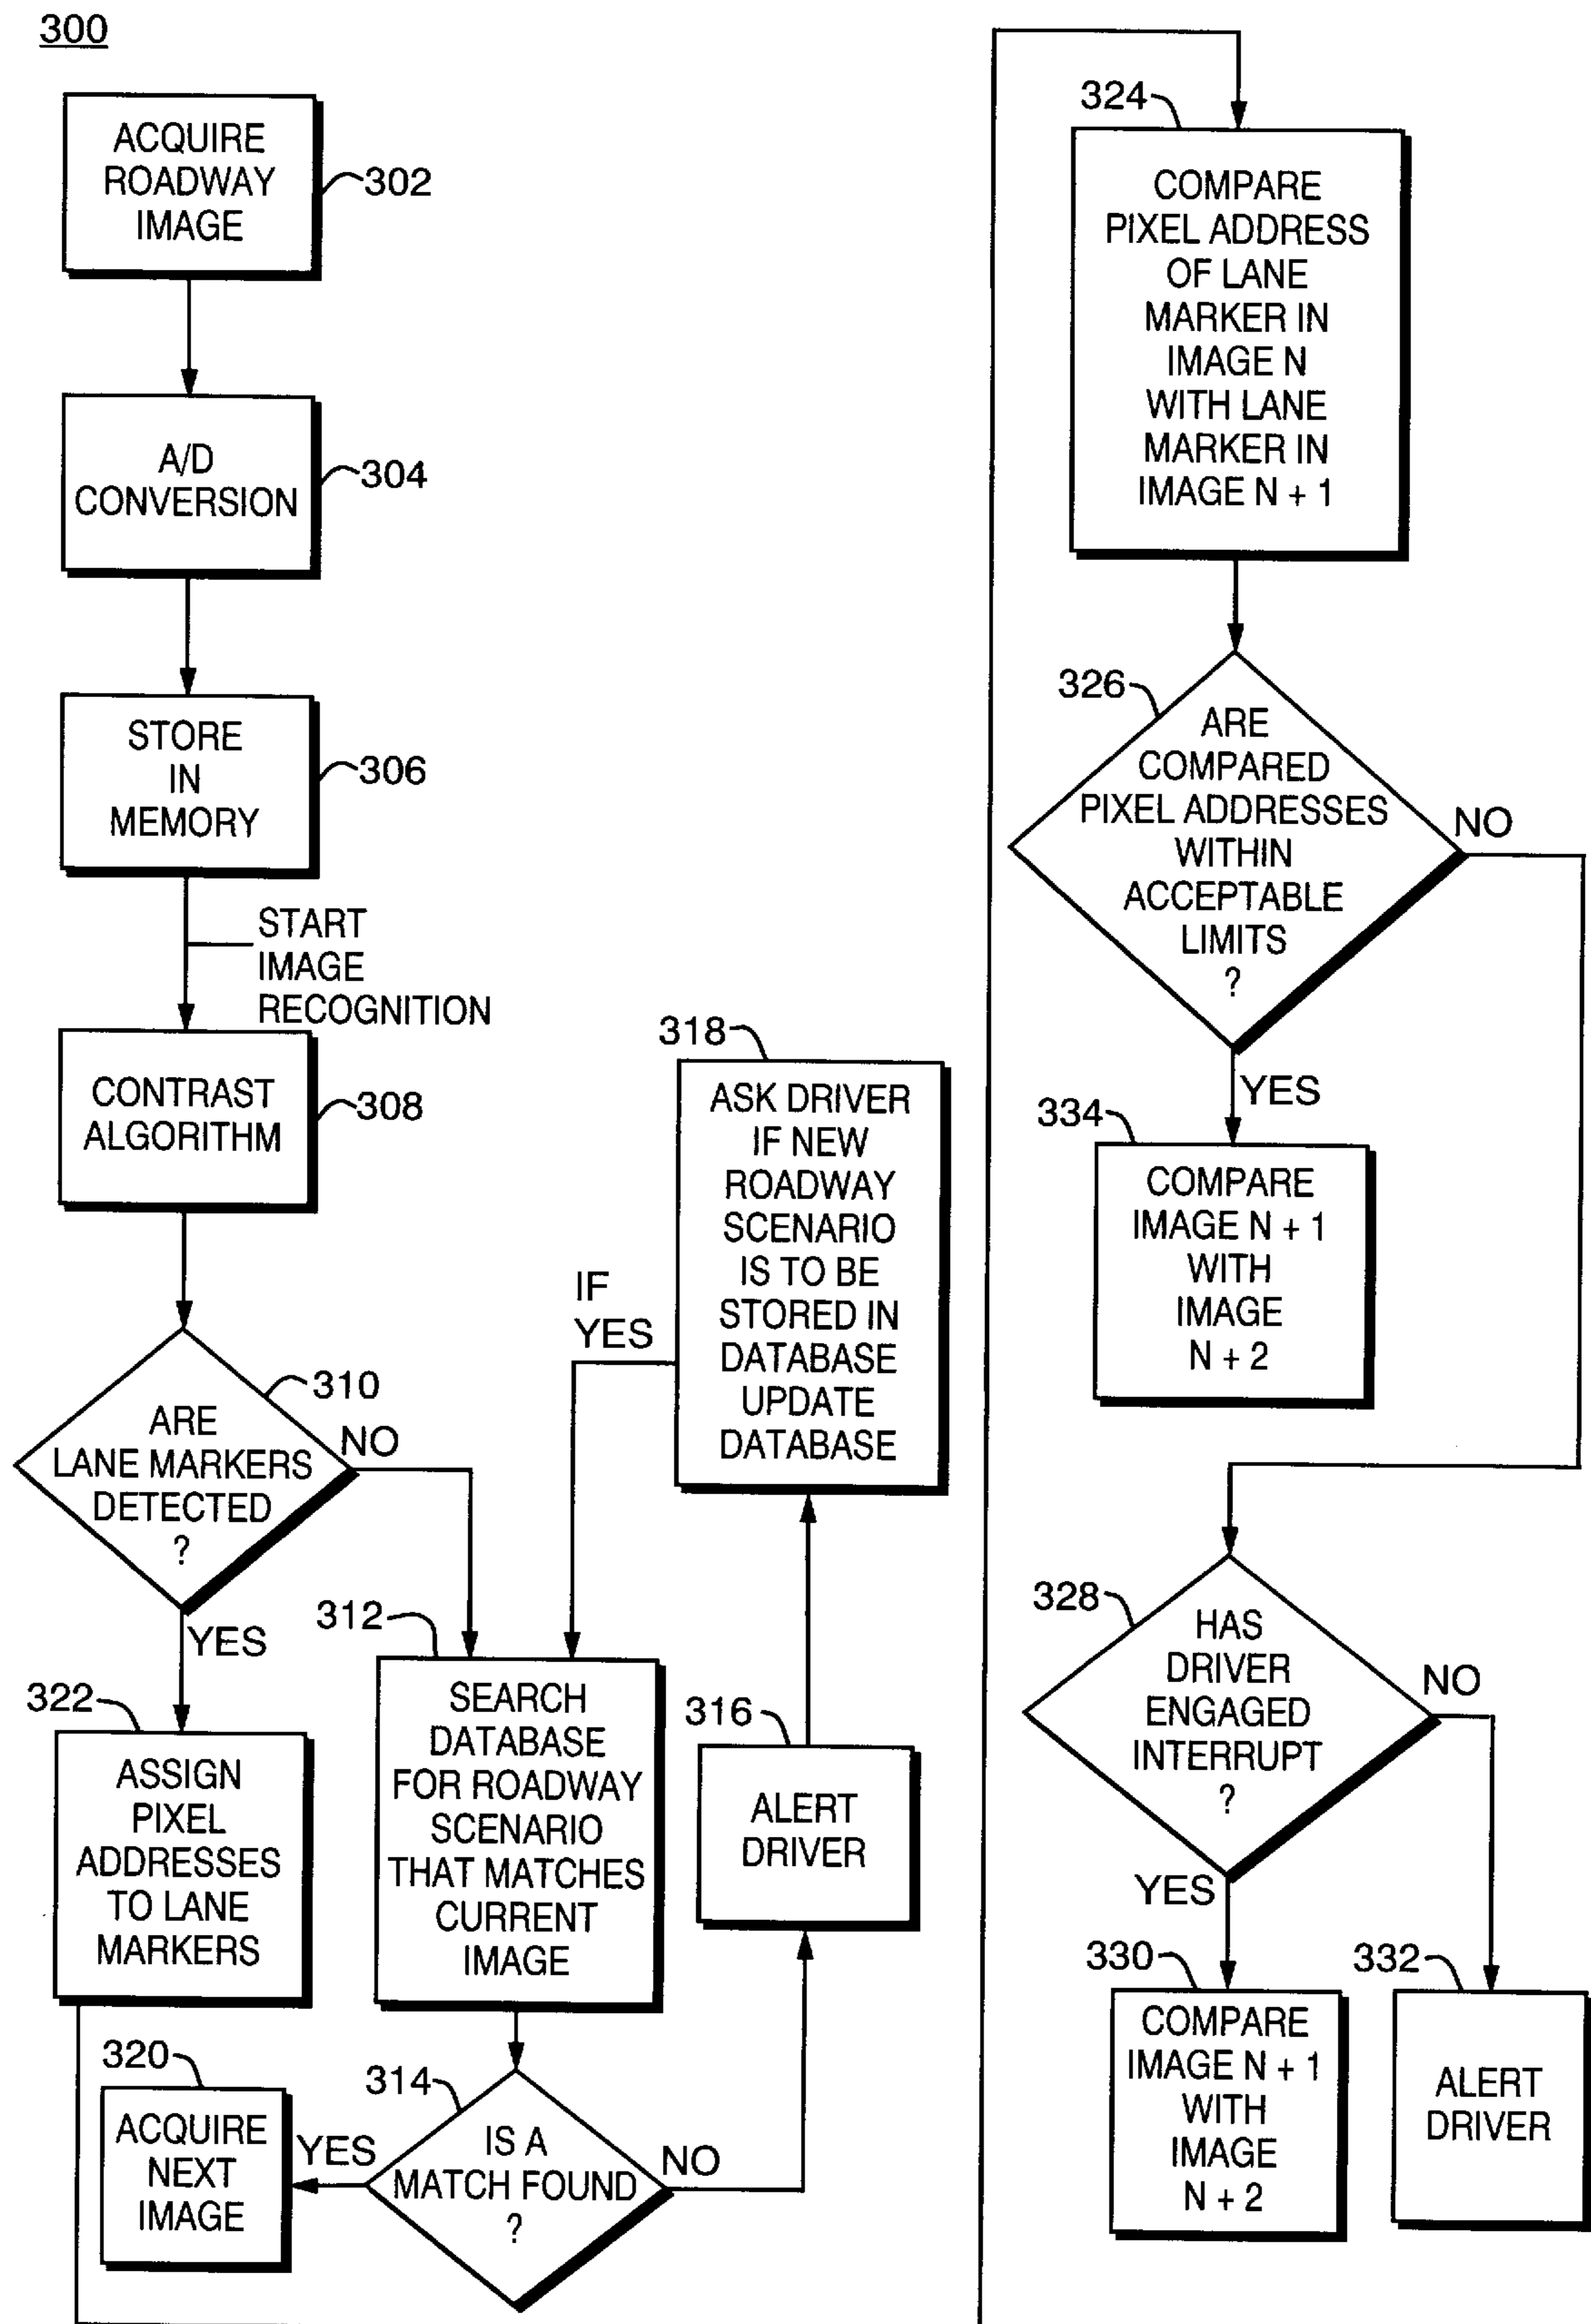 300
ACQUIRE
ROADWAY
IMAGE
302
A/D
CONVERSION
304
STORE
IN
MEMORY
306
START
IMAGE
RECOGNITION
CONTRAST
ALGORITHM
308
310
ARE
LANE MARKERS
DETECTED
?
NO
YES
322
ASSIGN
PIXEL
ADDRESSES
TO LANE
MARKERS
312
SEARCH
DATABASE
FOR ROADWAY
SCENARIO
THAT MATCHES
CURRENT
IMAGE
314
IS A
MATCH FOUND
?
YES
NO
320
ACQUIRE
NEXT
IMAGE
316
ALERT
DRIVER
318
ASK DRIVER
IF NEW
ROADWAY
SCENARIO
IS TO BE
STORED IN
DATABASE
UPDATE
DATABASE
IF
YES
324
COMPARE
PIXEL ADDRESS
OF LANE
MARKER IN
IMAGE N
WITH LANE
MARKER IN
IMAGE N + 1
326
ARE
COMPARED
PIXEL ADDRESSES
WITHIN
ACCEPTABLE
LIMITS
?
NO
YES
334
COMPARE
IMAGE N + 1
WITH
IMAGE
N + 2
328
HAS
DRIVER
ENGAGED
INTERRUPT
?
NO
YES
330
COMPARE
IMAGE N + 1
WITH
IMAGE
N + 2
332
ALERT
DRIVER